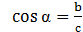 cos α = b/c